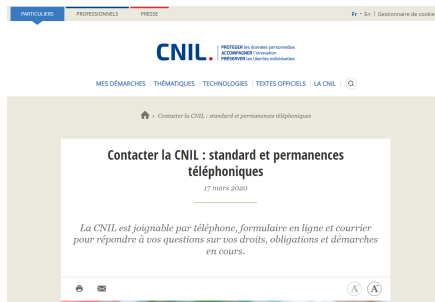 PARTICULIERS PROFESSIONNELS PRESSE Fr - En | Gestionnaire de cookie
CNIL.
PROTÉGER les données personnelles
ACCOMPAGNER l'innovation
PRÉSERVER les libertés individuelles
MES DÉMARCHES | THÉMATIQUES | TECHNOLOGIES | TEXTES OFFICIELS | LA CNIL |
> Contacter la CNIL : standard et permanences téléphoniques
Contacter la CNIL : standard et permanences
téléphoniques
17 mars 2020
La CNIL est joignable par téléphone, formulaire en ligne et courrier
pour répondre à vos questions sur vos droits, obligations et démarches
en cours.
A A